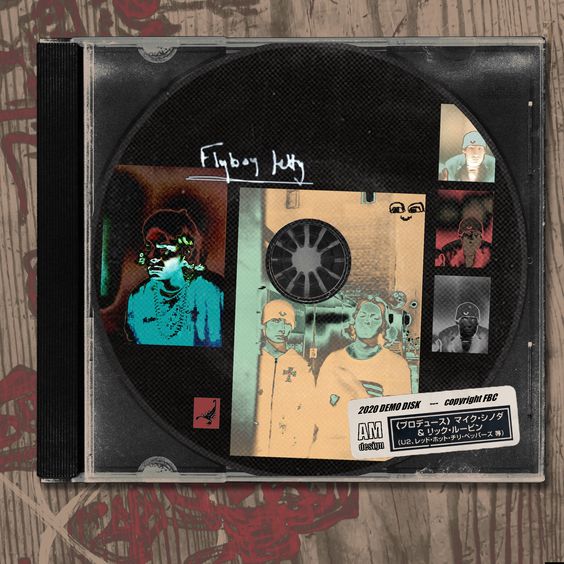 Flyboy Jetty
2020 DEMO DISK --- copyright FBC
AM
design
《プロデュース》 マイク・シノダ
& リック・ルービン
(U2、レッド・ホット・チリ・ペッパーズ 等)